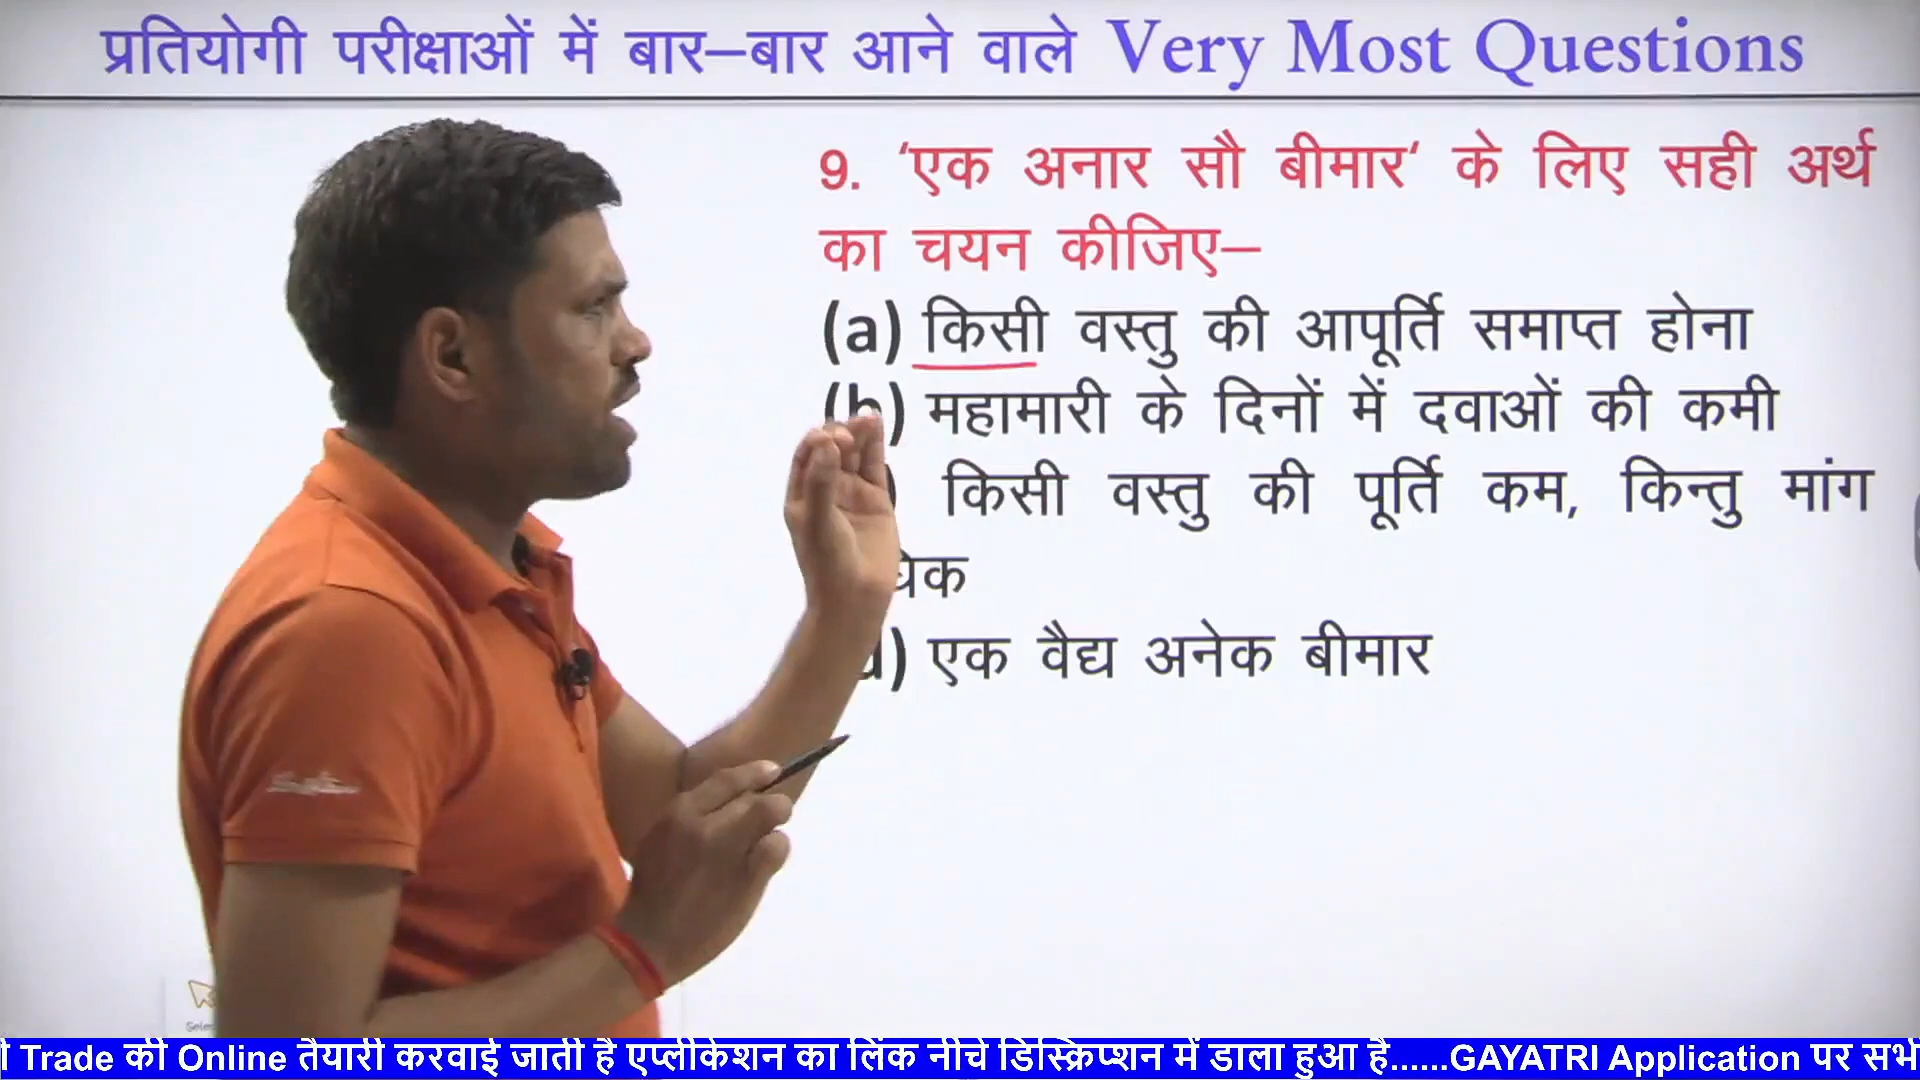 प्रतियोगी परीक्षाओं में बार–बार आने वाले Very Most Questions
9. ‘एक अनार सौ बीमार‘ के लिए सही अर्थ
का चयन कीजिए–
(a) किसी वस्तु की आपूर्ति समाप्त होना
(b) महामारी के दिनों में दवाओं की कमी
) किसी वस्तु की पूर्ति कम, किन्तु मांग
d) एक वैद्य अनेक बीमार
Trade की Online तैयारी करवाई जाती है एप्लीकेशन का लिंक नीचे डिस्क्रिप्शन में डाला हुआ है......GAYATRI Application पर सभी